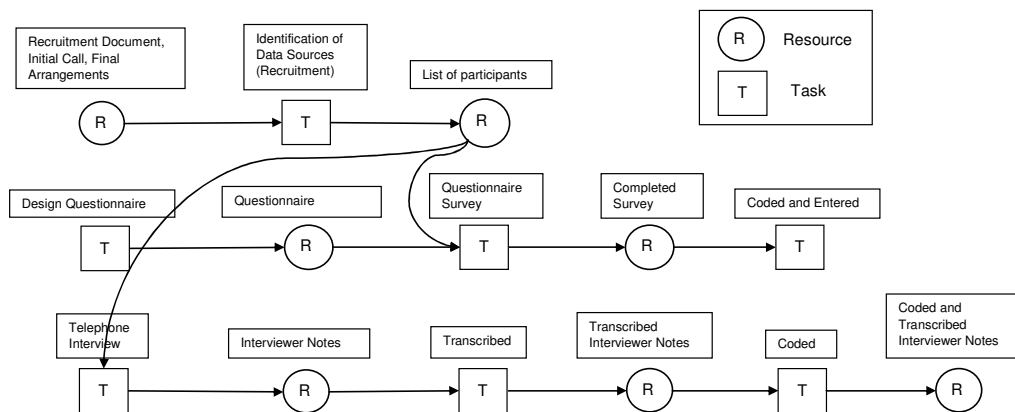 Recruitment Document,
Initial Call, Final
Arrangements
Identification of
Data Sources
(Recruitment)
List of participants
R
Resource
T
Task
R
T
R
Design Questionnaire
Questionnaire
Questionnaire
Survey
Completed
Survey
Coded and Entered
T
R
T
R
T
Telephone
Interview
Interviewer Notes
Transcribed
Transcribed
Interviewer Notes
Coded
Coded and
Transcribed
Interviewer Notes
T
R
T
R
T
R